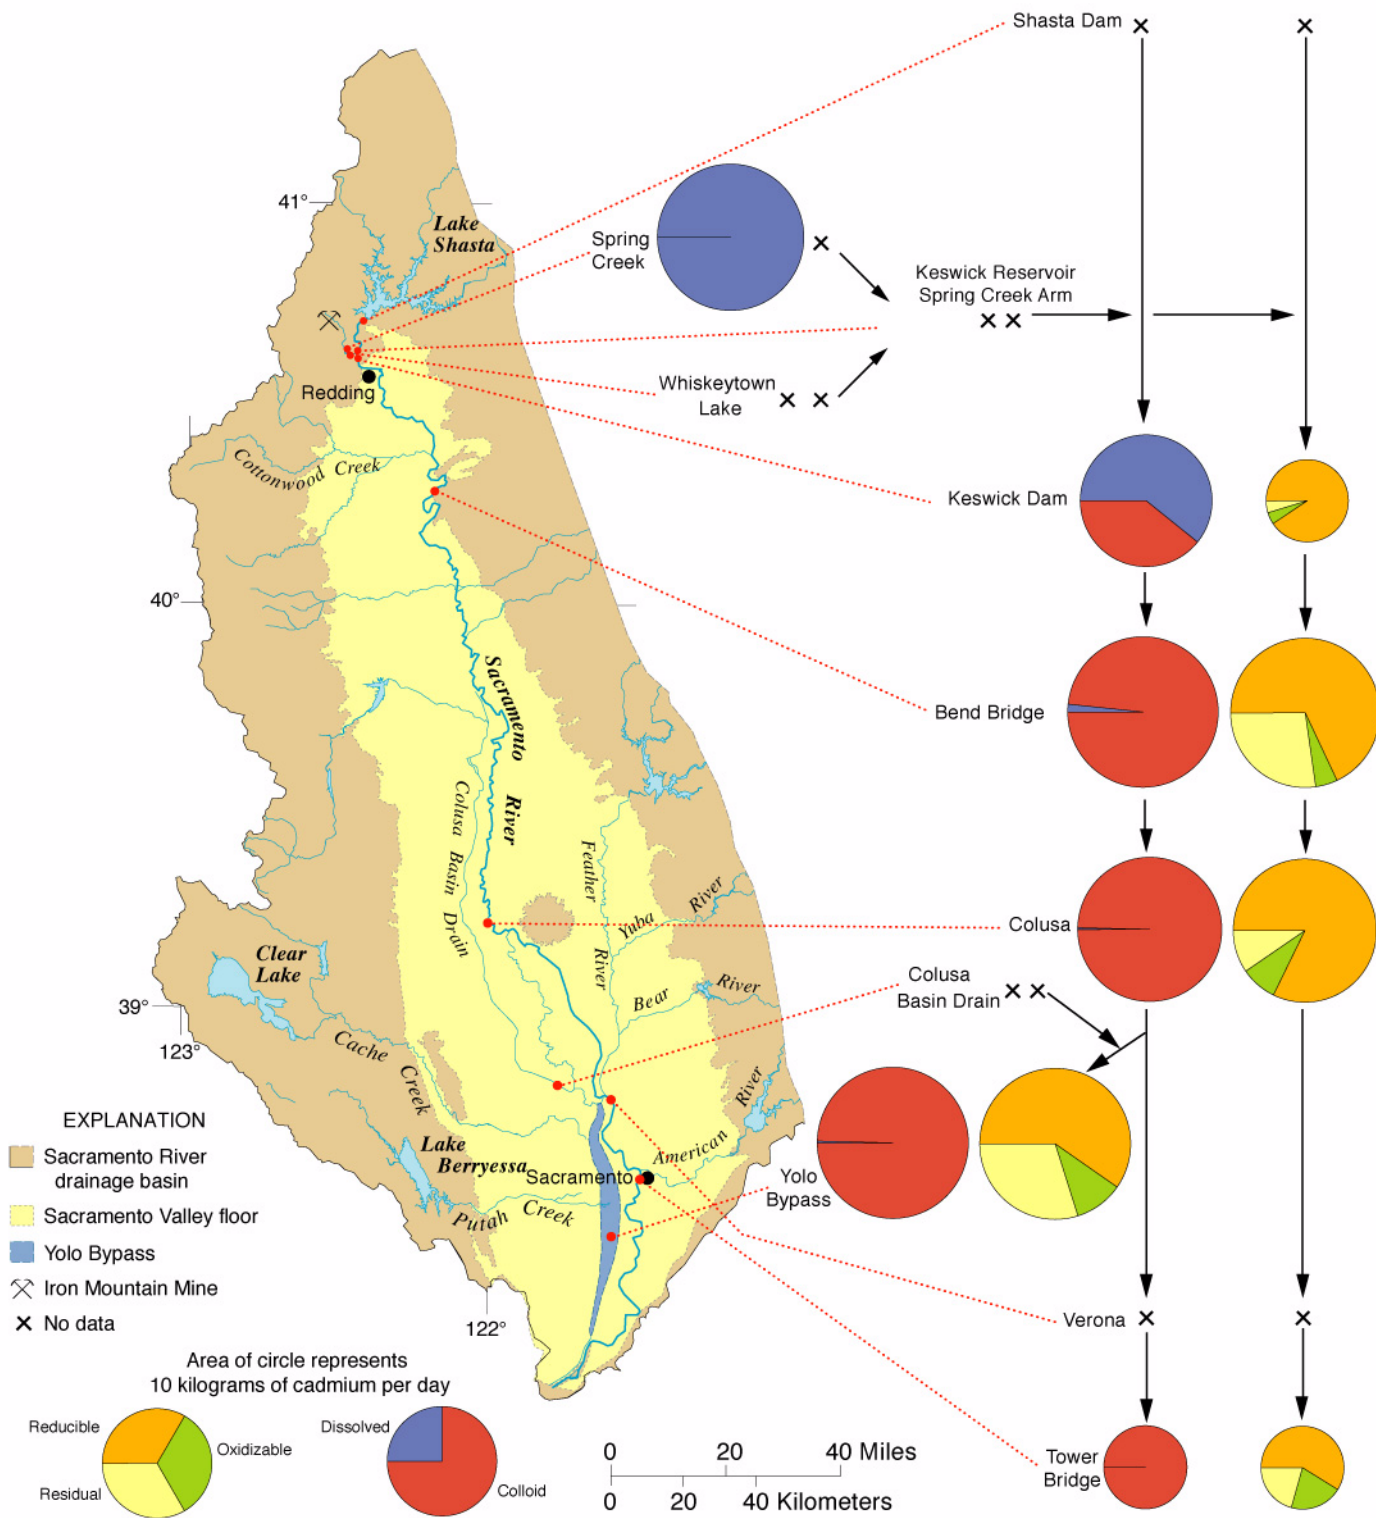 Shasta Dam
41°
Lake
Shasta
Spring
Creek
Keswick Reservoir
Spring Creek Arm
Redding
Whiskeytown
Lake
Cottonwood Creek
Keswick Dam
40°
Sacramento River
Bend Bridge
Colusa Basin Drain
Feather River
Yuba River
Colusa
Clear
Lake
Colusa
Basin Drain
Bear River
39°
123°
Cache Creek
American River
EXPLANATION
Sacramento River
drainage basin
Sacramento Valley floor
Yolo Bypass
Iron Mountain Mine
No data
Lake
Berryessa
Sacramento
Putah Creek
Yolo
Bypass
122°
Verona
Area of circle represents
10 kilograms of cadmium per day
Reducible
Oxidizable
Residual
Dissolved
Colloid
0 20 40 Miles
0 20 40 Kilometers
Tower
Bridge